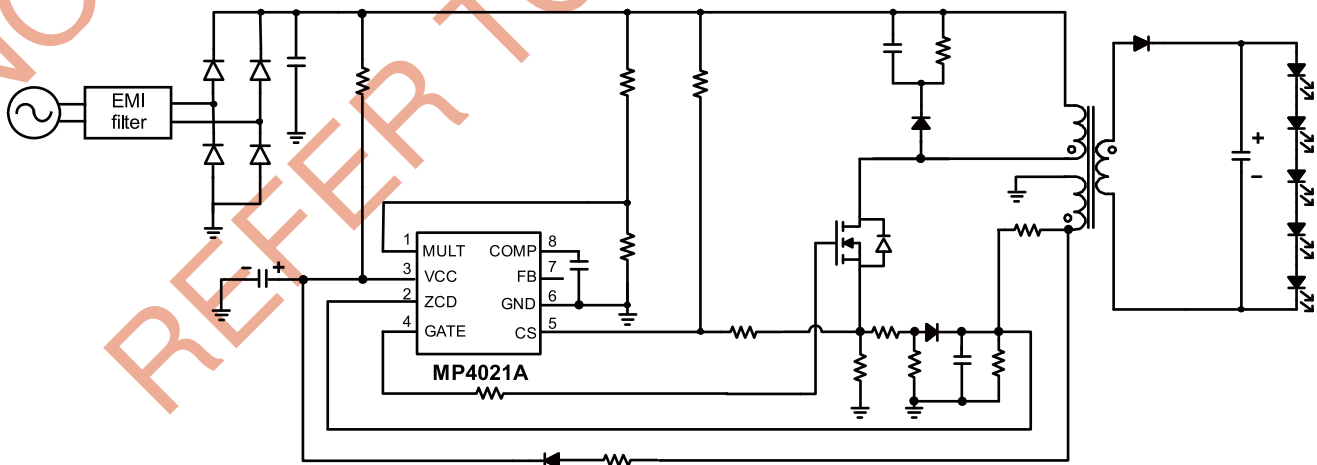 NO
REFER TO
EMI
filter
1 MULT COMP 8
3 VCC FB 7
2 ZCD GND 6
4 GATE CS 5
MP4021A
+
−
− +